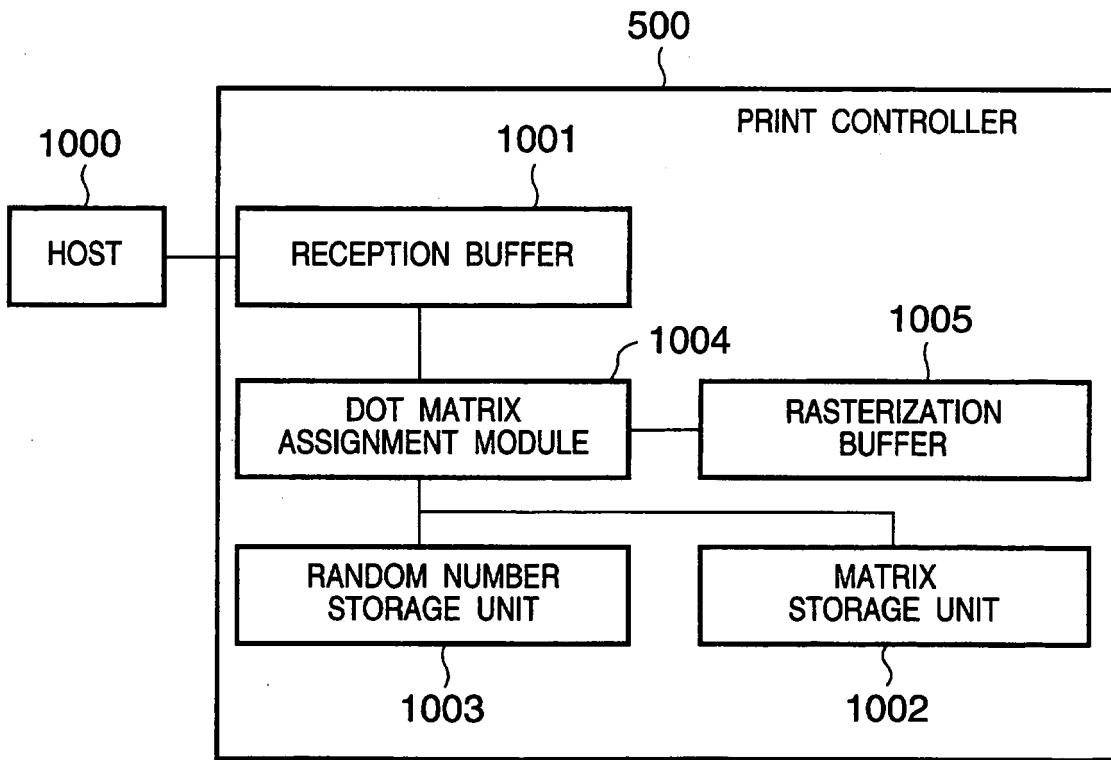 500
PRINT CONTROLLER
1000
1001
HOST
RECEPTION BUFFER
1004
1005
DOT MATRIX
ASSIGNMENT MODULE
RASTERIZATION
BUFFER
RANDOM NUMBER
STORAGE UNIT
MATRIX
STORAGE UNIT
1003
1002